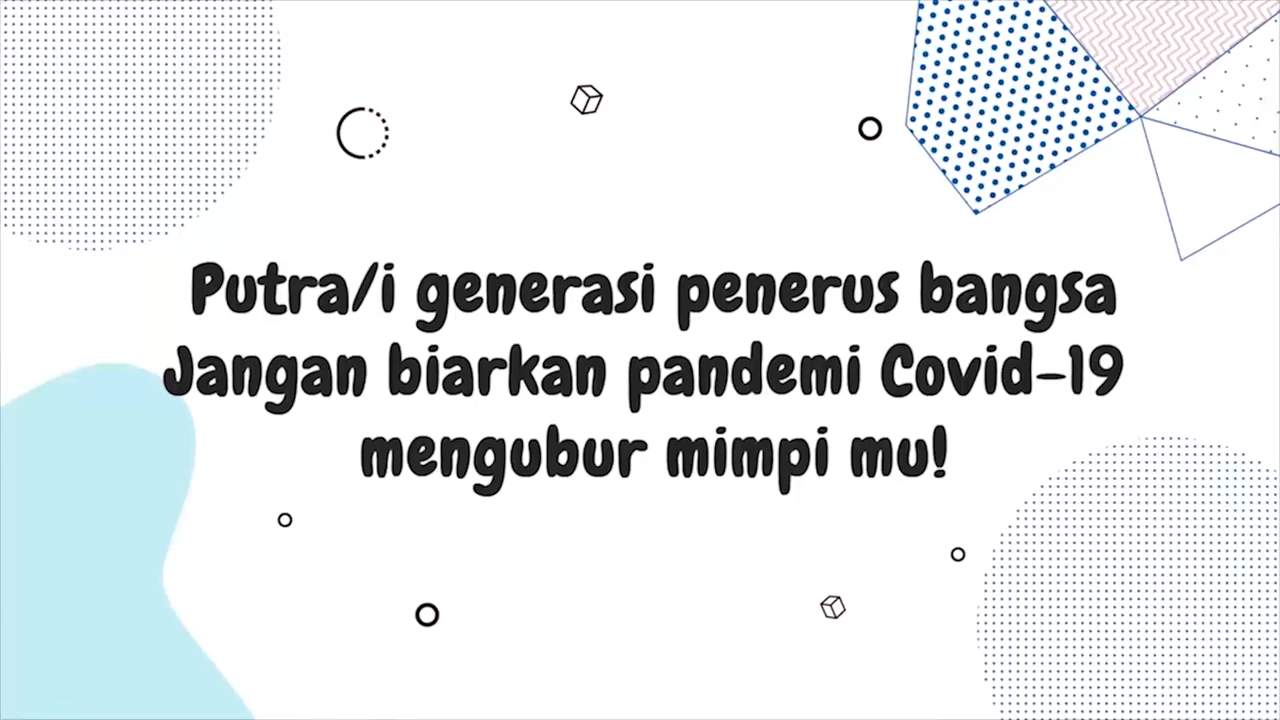 Putra/i generasi penerus bangsa
Jangan biarkan pandemi Covid-19
mengubur mimpi mu!